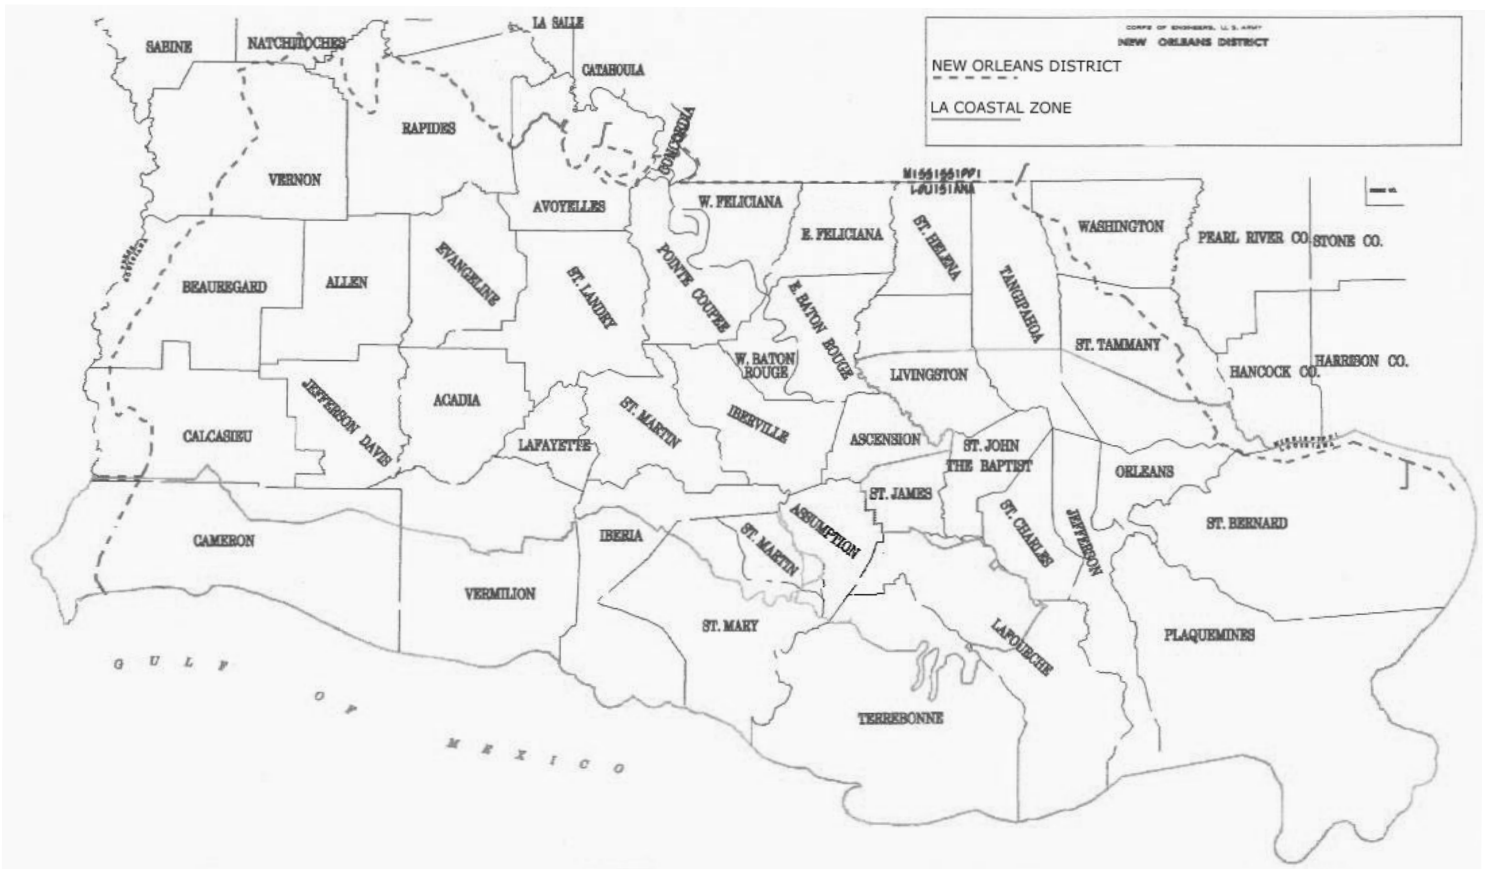 LA SALLE
CORPS OF ENGINEERS, U. S. ARMY
NEW ORLEANS DISTRICT
SABINE
NATCHITOCHES
NEW ORLEANS DISTRICT
CATAHOULA
LA COASTAL ZONE
RAPIDES
CONCORDIA
MISSISSIPPI
LOUISIANA
VERNON
AVOYELLES
W. FELICIANA
E. FELICIANA
ST. HELENA
WASHINGTON
PEARL RIVER CO.
STONE CO.
LOUISIANA
BEAUREGARD
ALLEN
EVANGELINE
ST. LANDRY
POINTE COUPEE
E. BATON ROUGE
TANGIPAHOA
ST. TAMMANY
W. BATON
ROUGE
LIVINGSTON
HANCOCK CO.
HARRISON CO.
JEFFERSON DAVIS
ACADIA
CALCASIEU
LAFAYETTE
ST. MARTIN
IBERVILLE
ASCENSION
ST. JOHN
THE BAPTIST
MISSISSIPPI
LOUISIANA
ORLEANS
ST. JAMES
ST. BERNARD
CAMERON
IBERIA
ST. MARTIN
ASSUMPTION
ST. CHARLES
JEFFERSON
VERMILION
ST. MARY
LAFOURCHE
PLAQUEMINES
TERREBONNE
GULF
OF
MEXICO